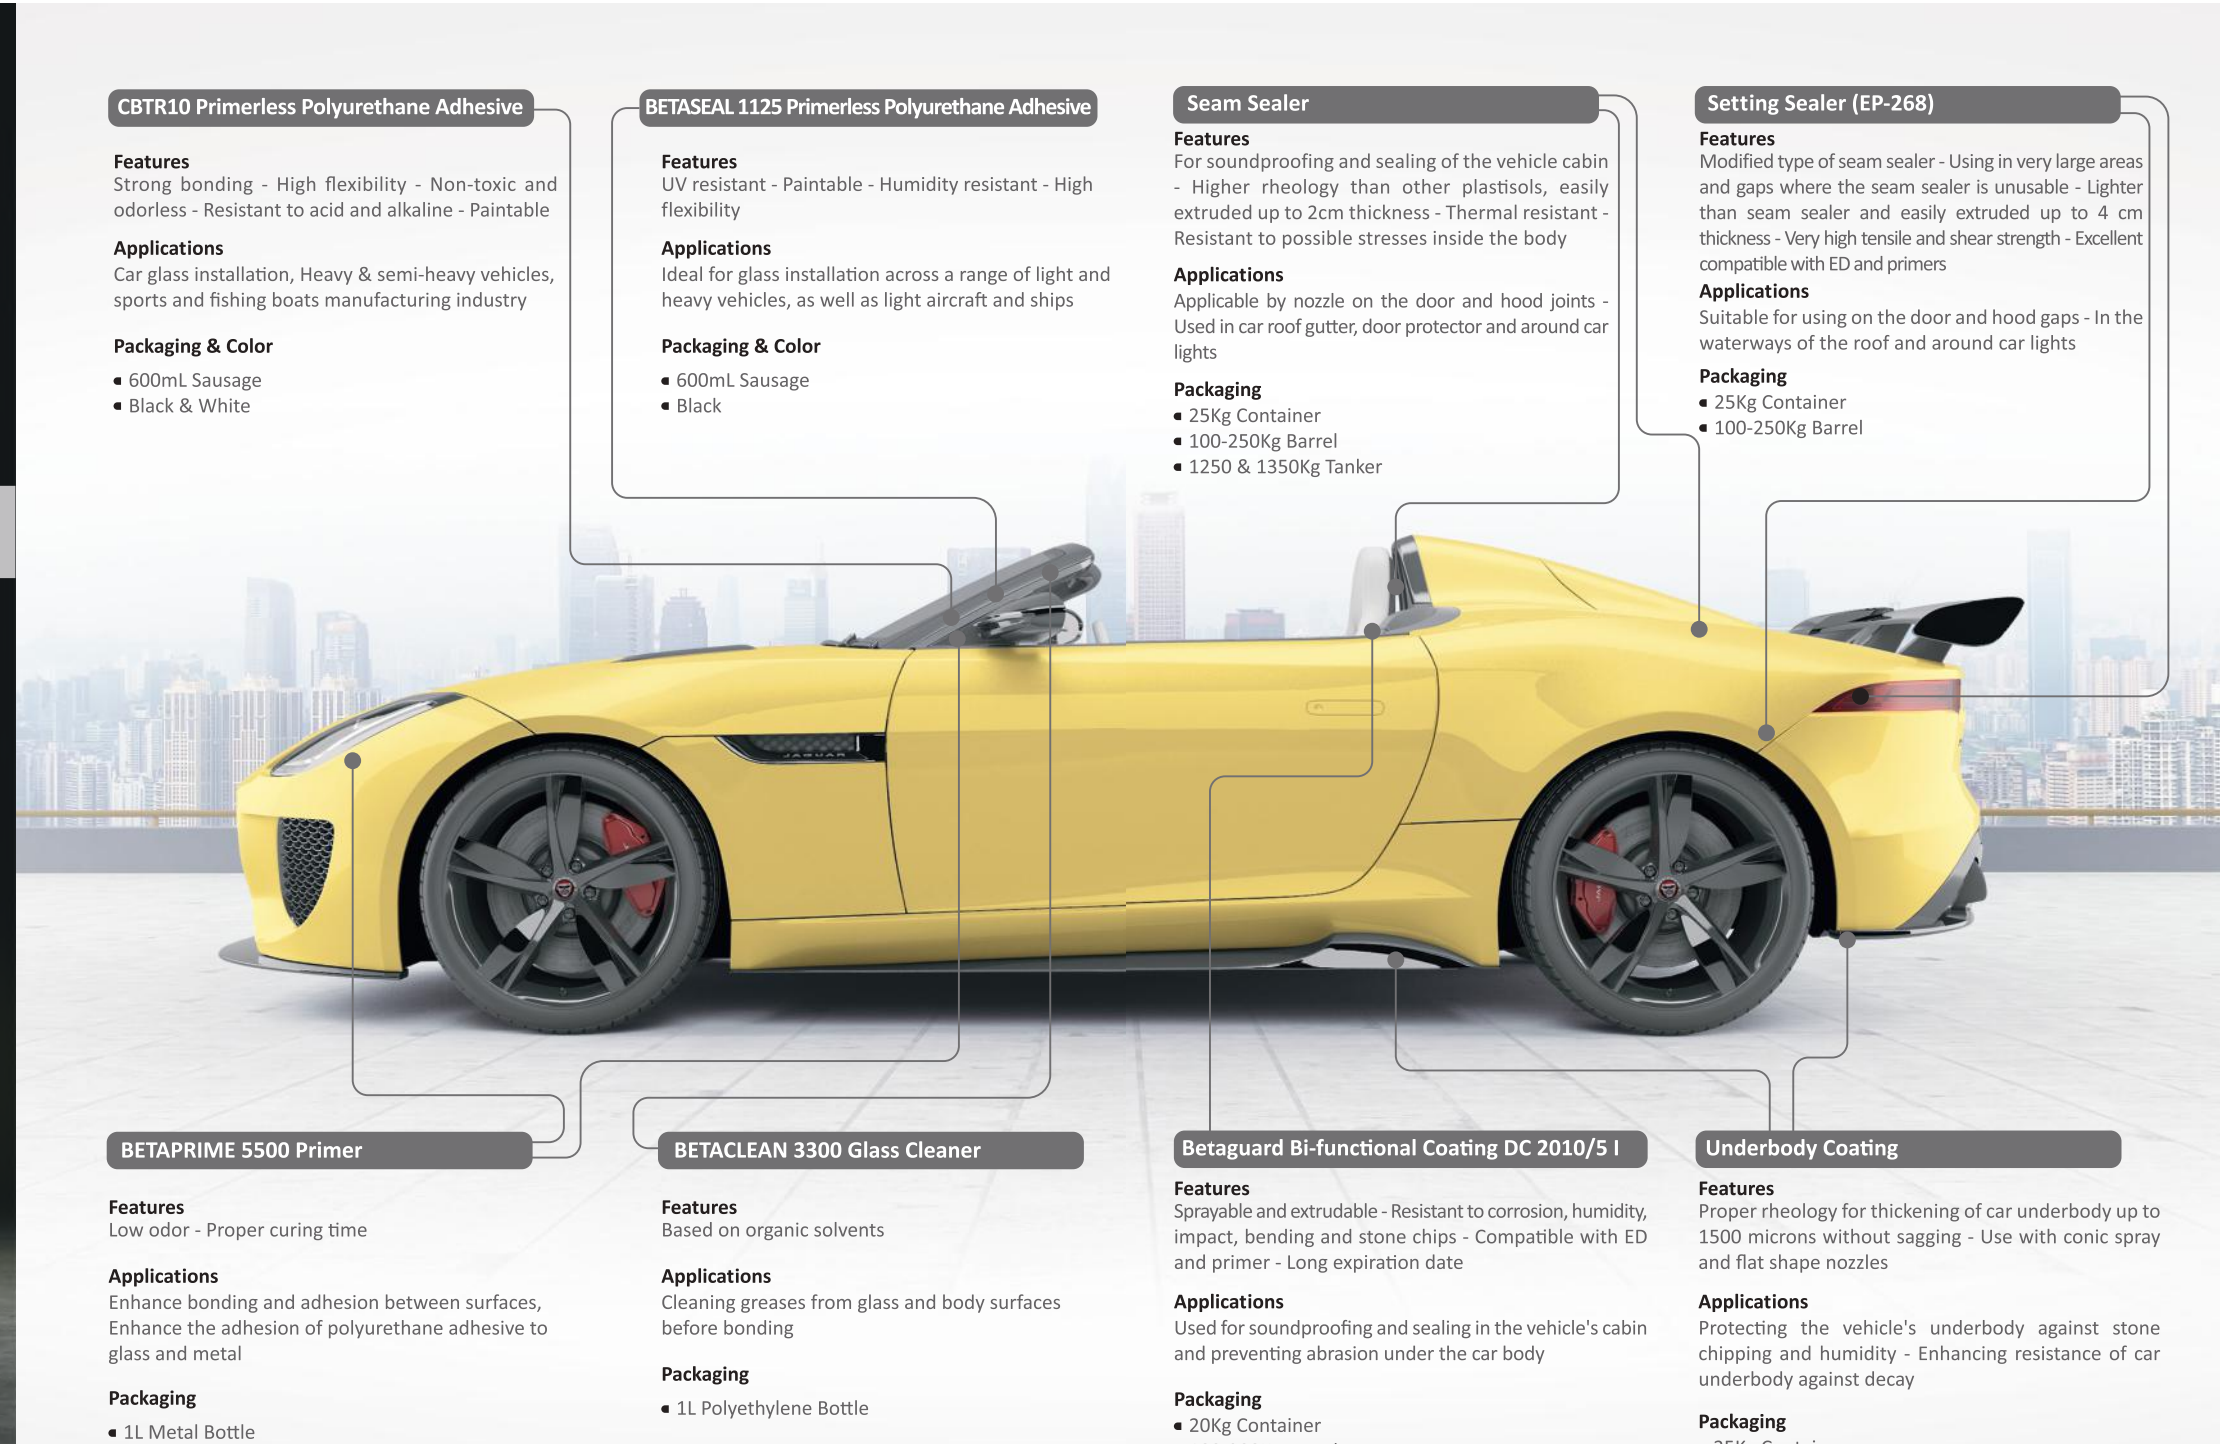 CBTR10 Primerless Polyurethane Adhesive
Features
Strong bonding - High flexibility - Non-toxic and
odorless - Resistant to acid and alkaline - Paintable
Applications
Car glass installation, Heavy & semi-heavy vehicles,
sports and fishing boats manufacturing industry
Packaging & Color
600mL Sausage
Black & White
BETASEAL 1125 Primerless Polyurethane Adhesive
Features
UV resistant - Paintable - Humidity resistant - High
flexibility
Applications
Ideal for glass installation across a range of light and
heavy vehicles, as well as light aircraft and ships
Packaging & Color
600mL Sausage
Black
Seam Sealer
Features
For soundproofing and sealing of the vehicle cabin
- Higher rheology than other plastisols, easily
extruded up to 2cm thickness - Thermal resistant -
Resistant to possible stresses inside the body
Applications
Applicable by nozzle on the door and hood joints -
Used in car roof gutter, door protector and around car
lights
Packaging
25Kg Container
100-250Kg Barrel
1250 & 1350Kg Tanker
Setting Sealer (EP-268)
Features
Modified type of seam sealer - Using in very large areas
and gaps where the seam sealer is unusable - Lighter
than seam sealer and easily extruded up to 4 cm
thickness - Very high tensile and shear strength - Excellent
compatible with ED and primers
Applications
Suitable for using on the door and hood gaps - In the
waterways of the roof and around car lights
Packaging
25Kg Container
100-250Kg Barrel
JAGUAR
BETAPRIME 5500 Primer
Features
Low odor - Proper curing time
Applications
Enhance bonding and adhesion between surfaces,
Enhance the adhesion of polyurethane adhesive to
glass and metal
Packaging
1L Metal Bottle
BETACLEAN 3300 Glass Cleaner
Features
Based on organic solvents
Applications
Cleaning greases from glass and body surfaces
before bonding
Packaging
1L Polyethylene Bottle
Betaguard Bi-functional Coating DC 2010/5 I
Features
Sprayable and extrudable - Resistant to corrosion, humidity,
impact, bending and stone chips - Compatible with ED
and primer - Long expiration date
Applications
Used for soundproofing and sealing in the vehicle's cabin
and preventing abrasion under the car body
Packaging
20Kg Container
Underbody Coating
Features
Proper rheology for thickening of car underbody up to
1500 microns without sagging - Use with conic spray
and flat shape nozzles
Applications
Protecting the vehicle's underbody against stone
chipping and humidity - Enhancing resistance of car
underbody against decay
Packaging